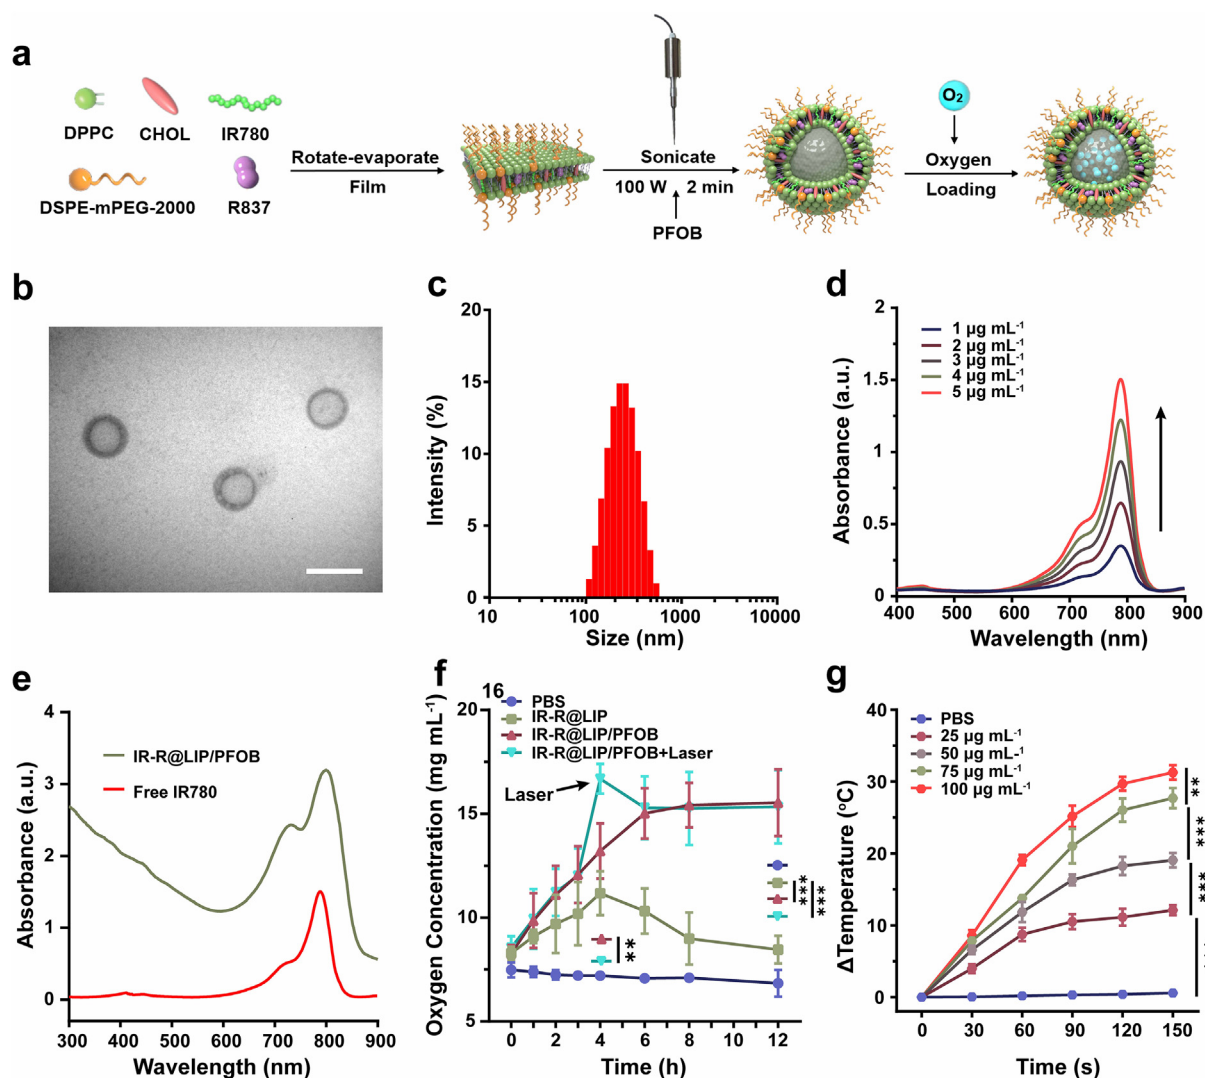 a
DPPC
CHOL
IR780
DSPE-mPEG-2000
R837
Rotate-evaporate
Film
Sonicate
100 W
2 min
PFOB
O2
Oxygen
Loading
b
c
Intensity (%)
20
15
10
5
0
10
100
1000
10000
Size (nm)
d
Absorbance (a.u.)
2
1.5
1
0.5
0
1 µg mL-1
2 µg mL-1
3 µg mL-1
4 µg mL-1
5 µg mL-1
400
500
600
700
800
900
Wavelength (nm)
e
Absorbance (a.u.)
4
3
2
1
0
IR-R@LIP/PFOB
Free IR780
300
400
500
600
700
800
900
Wavelength (nm)
f
16
Oxygen Concentration (mg mL-1)
20
15
10
5
PBS
IR-R@LIP
IR-R@LIP/PFOB
IR-R@LIP/PFOB+Laser
Laser
**
***
***
0
2
4
6
8
10
12
Time (h)
g
ΔTemperature (oC)
40
30
20
10
0
PBS
25 µg mL-1
50 µg mL-1
75 µg mL-1
100 µg mL-1
**
***
***
0
30
60
90
120
150
Time (s)